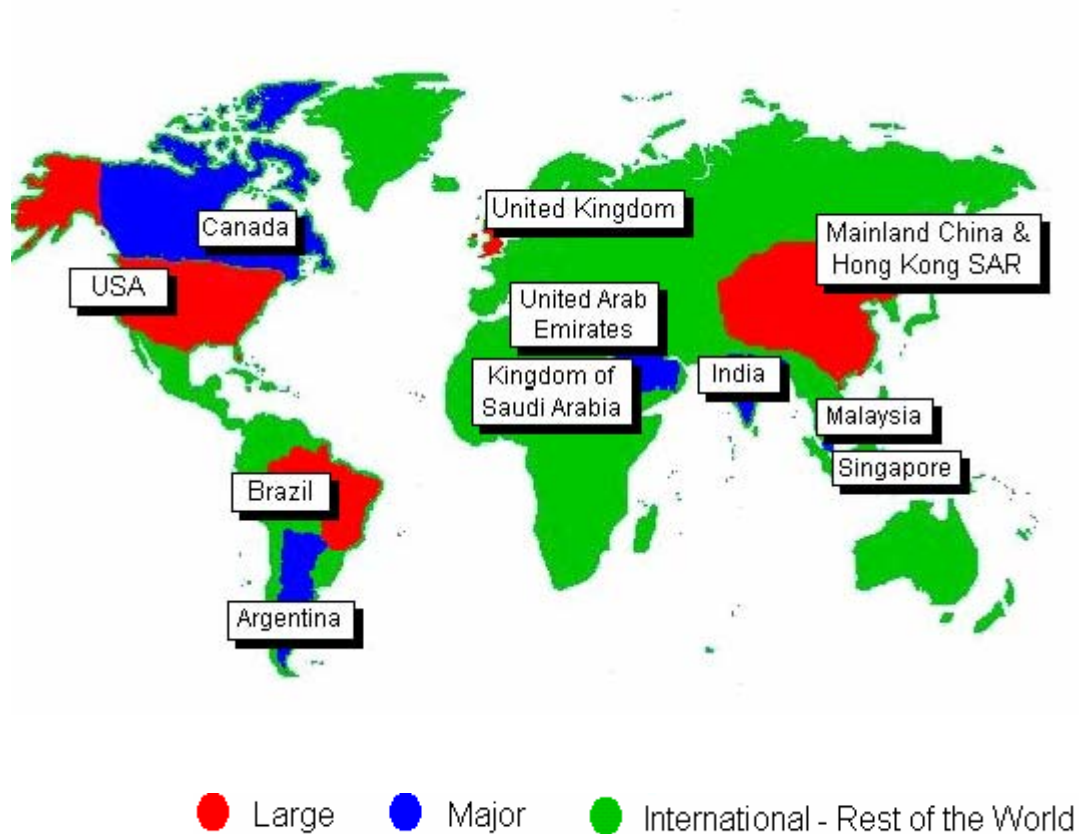 Canada
United Kingdom
Mainland China &
Hong Kong SAR
USA
United Arab
Emirates
Kingdom of
Saudi Arabia
India
Malaysia
Singapore
Brazil
Argentina
Large
Major
International - Rest of the World